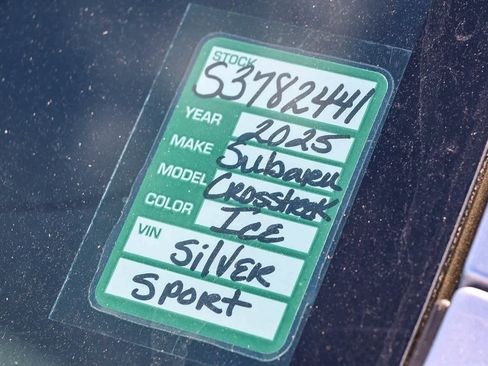 STOCK
S3782441
YEAR 2025
MAKE Subaru
MODEL Crosstrek
COLOR Ice
VIN Silver
Sport